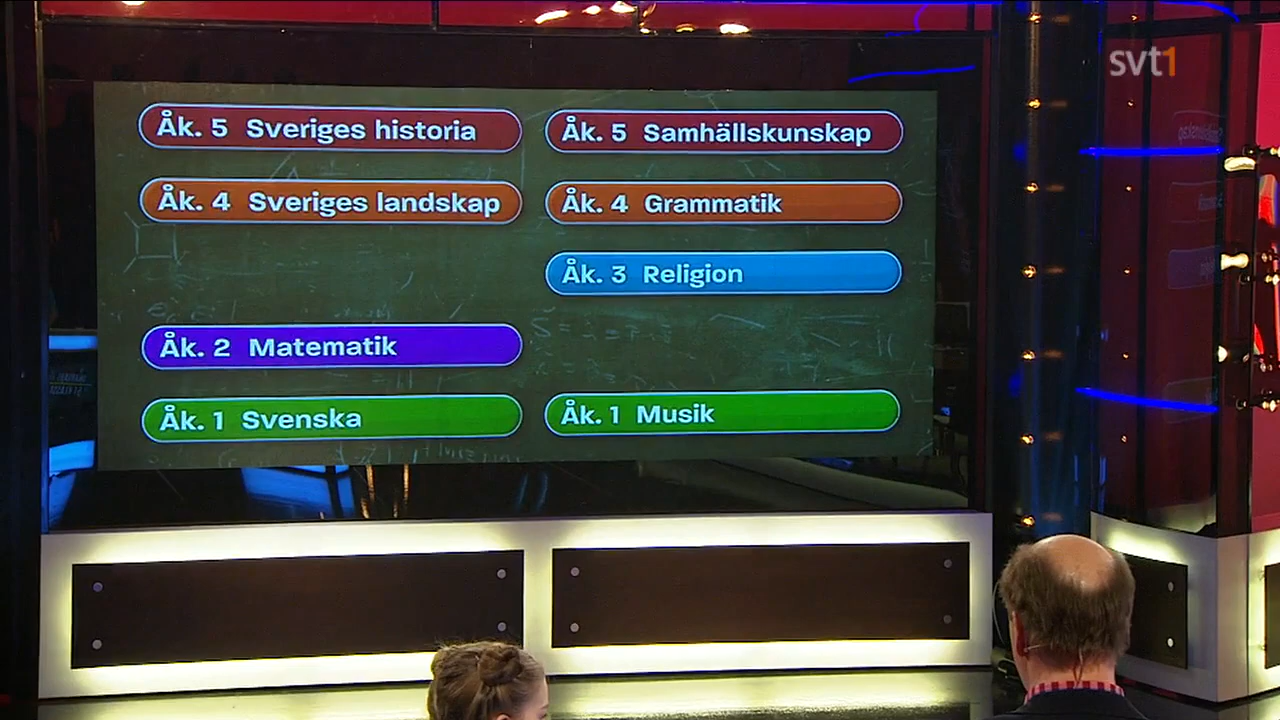 svt1
Åk. 5 Sveriges historia
Åk. 5 Samhällskunskap
Åk. 4 Sveriges landskap
Åk. 4 Grammatik
Åk. 3 Religion
Åk. 2 Matematik
Åk. 1 Svenska
Åk. 1 Musik